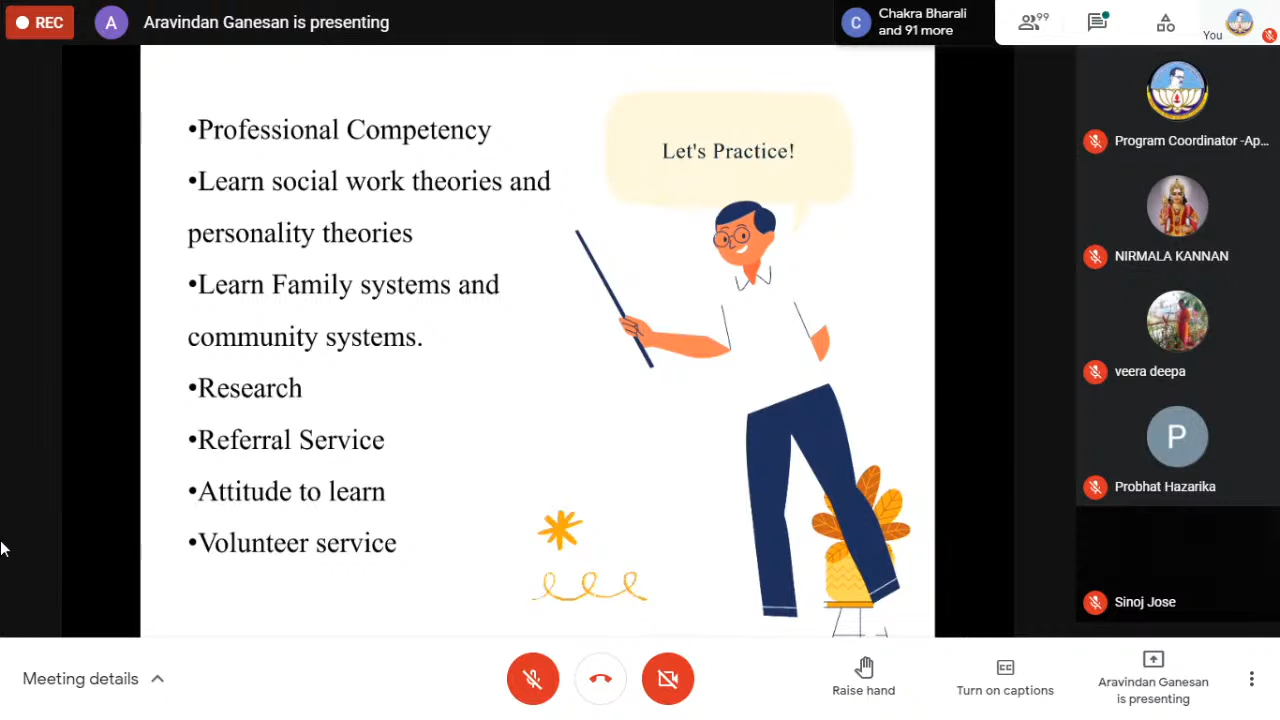 REC
A
Aravindan Ganesan is presenting
C
Chakra Bharali
and 91 more
99
You
•Professional Competency
•Learn social work theories and
personality theories
•Learn Family systems and
community systems.
•Research
•Referral Service
•Attitude to learn
•Volunteer service
Let's Practice!
Program Coordinator -Ap...
NIRMALA KANNAN
veera deepa
P
Probhat Hazarika
Sinoj Jose
Meeting details
Raise hand
CC
Turn on captions
Aravindan Ganesan
is presenting